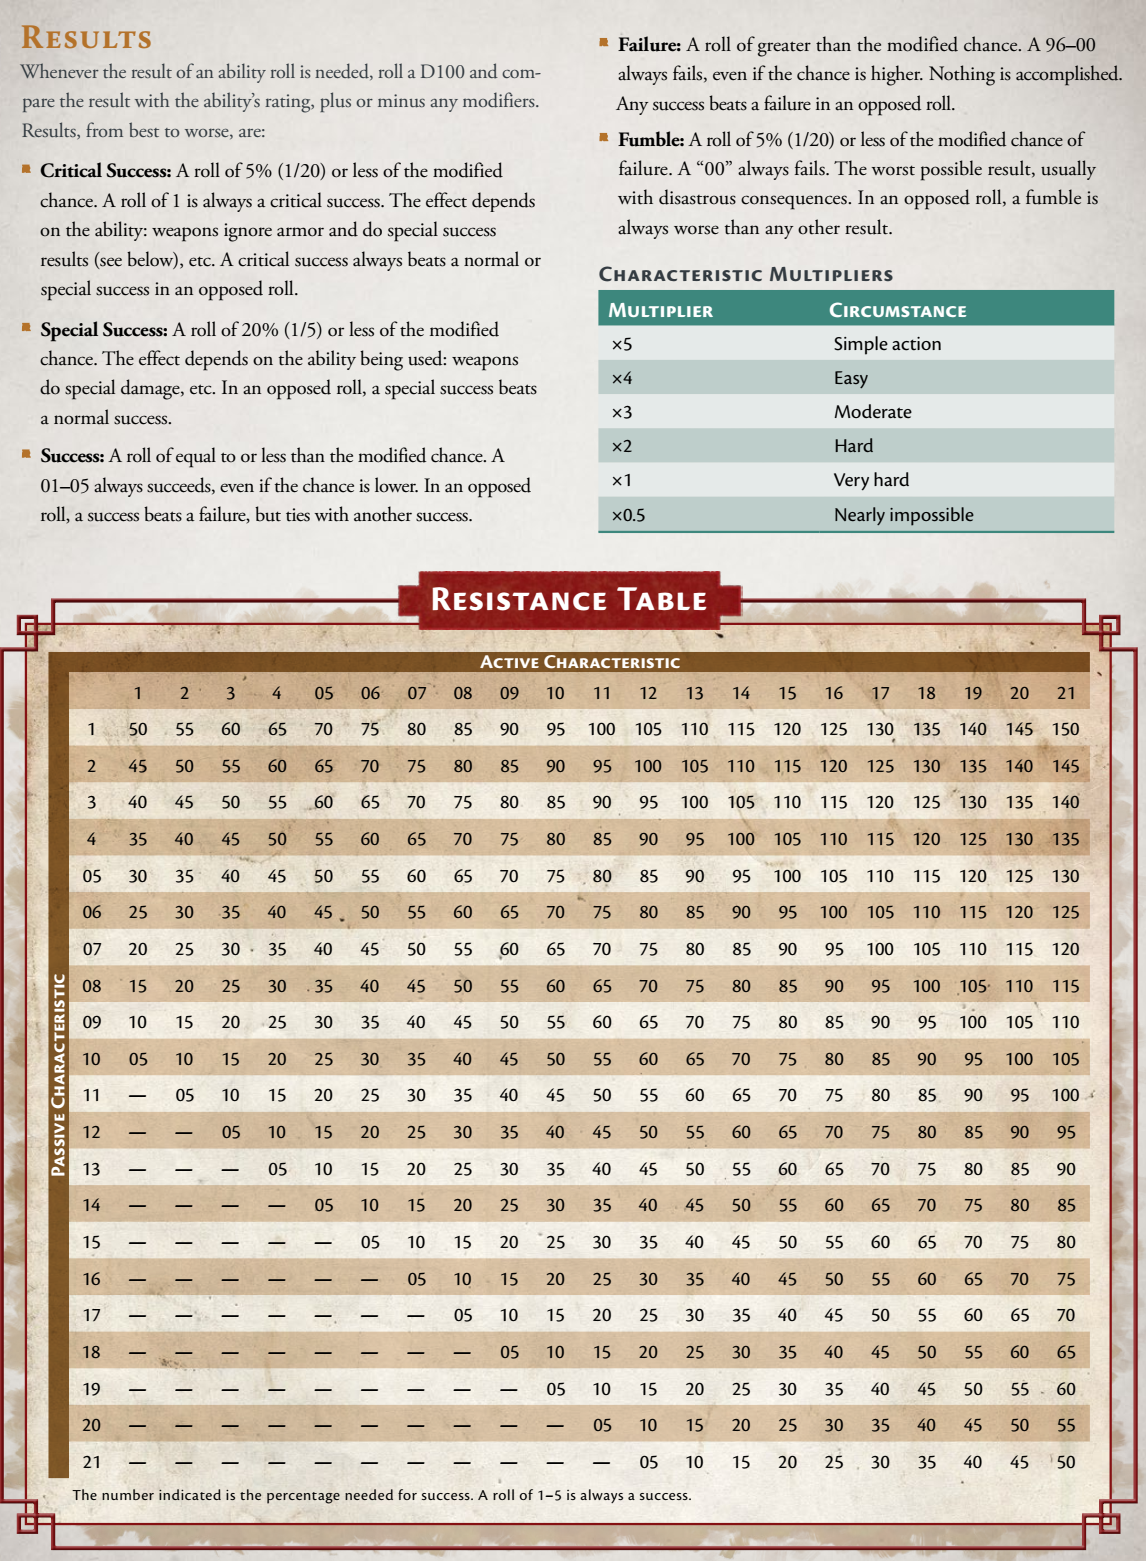 RESULTS
Whenever the result of an ability roll is needed, roll a D100 and com-
pare the result with the ability's rating, plus or minus any modifiers.
Results, from best to worse, are:
Critical Success: A roll of 5% (1/20) or less of the modified
chance. A roll of 1 is always a critical success. The effect depends
on the ability: weapons ignore armor and do special success
results (see below), etc. A critical success always beats a normal or
special success in an opposed roll.
Special Success: A roll of 20% (1/5) or less of the modified
chance. The effect depends on the ability being used: weapons
do special damage, etc. In an opposed roll, a special success beats
a normal success.
Success: A roll of equal to or less than the modified chance. A
01–05 always succeeds, even if the chance is lower. In an opposed
roll, a success beats a failure, but ties with another success.
Failure: A roll of greater than the modified chance. A 96–00
always fails, even if the chance is higher. Nothing is accomplished.
Any success beats a failure in an opposed roll.
Fumble: A roll of 5% (1/20) or less of the modified chance of
failure. A “00” always fails. The worst possible result, usually
with disastrous consequences. In an opposed roll, a fumble is
always worse than any other result.
CHARACTERISTIC MULTIPLIERS
MULTIPLIER CIRCUMSTANCE
×5 Simple action
×4 Easy
×3 Moderate
×2 Hard
×1 Very hard
×0.5 Nearly impossible
RESISTANCE TABLE
ACTIVE CHARACTERISTIC
PASSIVE CHARACTERISTIC
1 2 3 4 05 06 07 08 09 10 11 12 13 14 15 16 17 18 19 20 21
1 50 55 60 65 70 75 80 85 90 95 100 105 110 115 120 125 130 135 140 145 150
2 45 50 55 60 65 70 75 80 85 90 95 100 105 110 115 120 125 130 135 140 145
3 40 45 50 55 60 65 70 75 80 85 90 95 100 105 110 115 120 125 130 135 140
4 35 40 45 50 55 60 65 70 75 80 85 90 95 100 105 110 115 120 125 130 135
05 30 35 40 45 50 55 60 65 70 75 80 85 90 95 100 105 110 115 120 125 130
06 25 30 35 40 45 50 55 60 65 70 75 80 85 90 95 100 105 110 115 120 125
07 20 25 30 35 40 45 50 55 60 65 70 75 80 85 90 95 100 105 110 115 120
08 15 20 25 30 35 40 45 50 55 60 65 70 75 80 85 90 95 100 105 110 115
09 10 15 20 25 30 35 40 45 50 55 60 65 70 75 80 85 90 95 100 105 110
10 05 10 15 20 25 30 35 40 45 50 55 60 65 70 75 80 85 90 95 100 105
11 — 05 10 15 20 25 30 35 40 45 50 55 60 65 70 75 80 85 90 95 100
12 — — 05 10 15 20 25 30 35 40 45 50 55 60 65 70 75 80 85 90 95
13 — — — 05 10 15 20 25 30 35 40 45 50 55 60 65 70 75 80 85 90
14 — — — — 05 10 15 20 25 30 35 40 45 50 55 60 65 70 75 80 85
15 — — — — — 05 10 15 20 25 30 35 40 45 50 55 60 65 70 75 80
16 — — — — — — 05 10 15 20 25 30 35 40 45 50 55 60 65 70 75
17 — — — — — — — 05 10 15 20 25 30 35 40 45 50 55 60 65 70
18 — — — — — — — — 05 10 15 20 25 30 35 40 45 50 55 60 65
19 — — — — — — — — — 05 10 15 20 25 30 35 40 45 50 55 60
20 — — — — — — — — — — 05 10 15 20 25 30 35 40 45 50 55
21 — — — — — — — — — — — 05 10 15 20 25 30 35 40 45 50
The number indicated is the percentage needed for success. A roll of 1–5 is always a success.